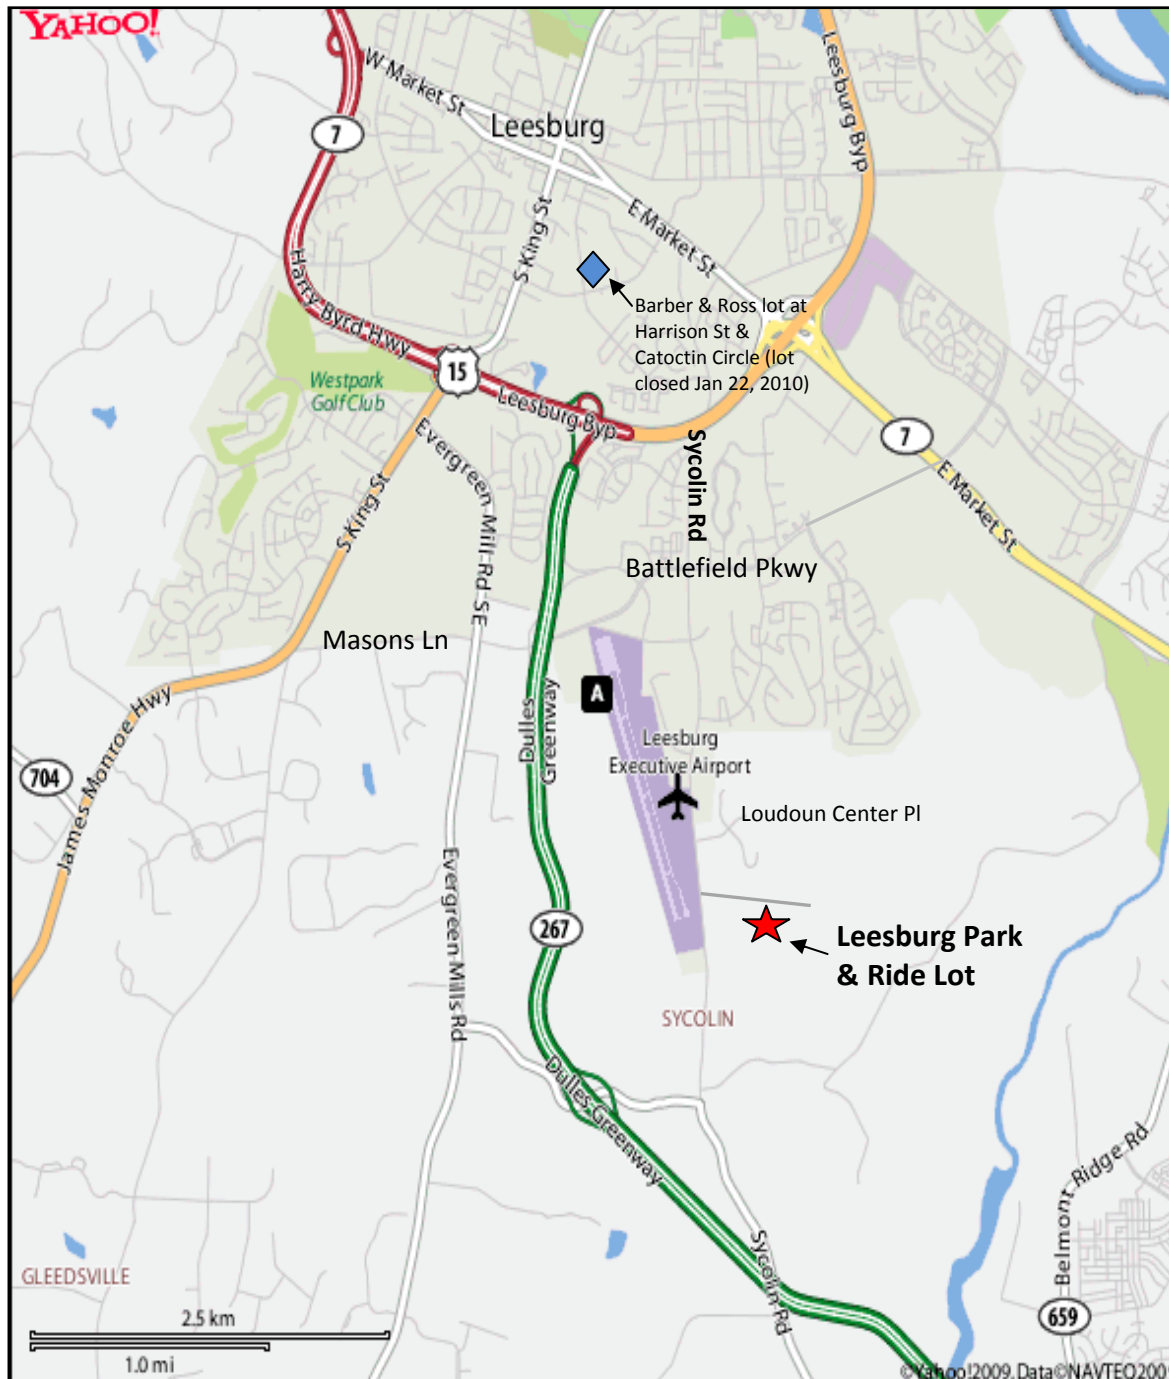 YAHOO!
W Market St
Leesburg
Leesburg Byp
7
S King St
E Market St
Harry Byrd Hwy
Barber & Ross lot at
Harrison St &
Catoctin Circle (lot
closed Jan 22, 2010)
15
Westpark
Golf Club
Leesburg Byp
Evergreen Mill Rd SE
Sycolin Rd
7
E Market St
S King St
Battlefield Pkwy
Masons Ln
A
Dulles
Greenway
James Monroe Hwy
704
Leesburg
Executive Airport
Loudoun Center Pl
Evergreen Mills Rd
267
Leesburg Park
& Ride Lot
SYCOLIN
Dulles Greenway
Belmont Ridge Rd
Sycolin Rd
GLEEDSVILLE
659
2.5 km
1.0 mi
©Yahoo!2009,Data©NAVTEQ2009